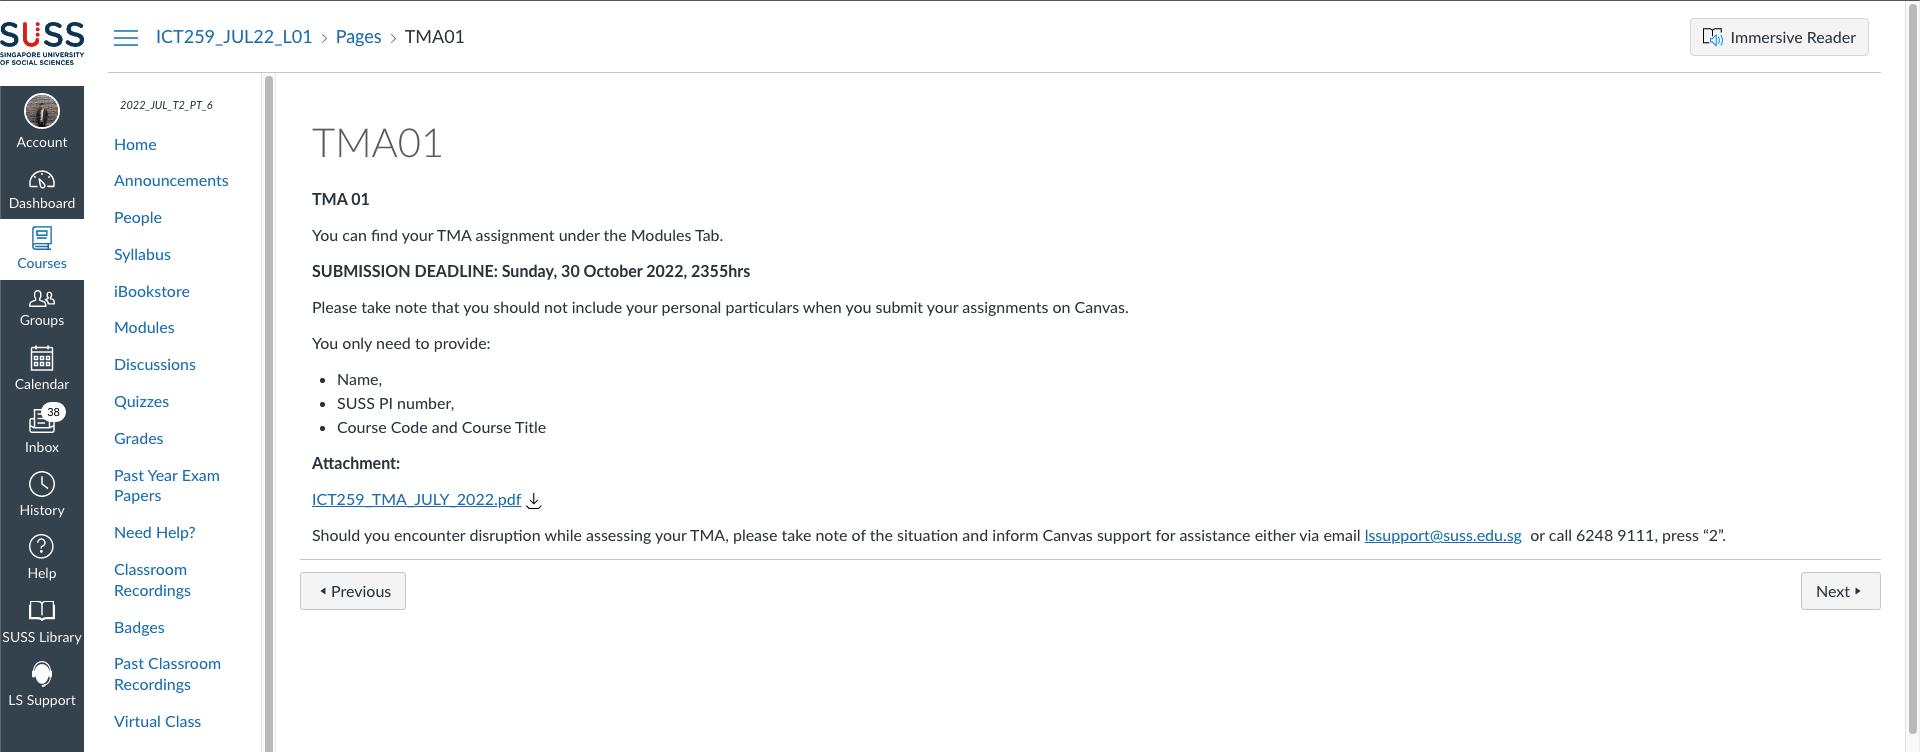 SUSS
SINGAPORE UNIVERSITY
OF SOCIAL SCIENCES
ICT259_JUL22_L01 › Pages › TMA01
Immersive Reader
Account
Dashboard
Courses
Groups
Calendar
38
Inbox
History
Help
SUSS Library
LS Support
2022_JUL_T2_PT_6
Home
Announcements
People
Syllabus
iBookstore
Modules
Discussions
Quizzes
Grades
Past Year Exam
Papers
Need Help?
Classroom
Recordings
Badges
Past Classroom
Recordings
Virtual Class
TMA01
TMA 01
You can find your TMA assignment under the Modules Tab.
SUBMISSION DEADLINE: Sunday, 30 October 2022, 2355hrs
Please take note that you should not include your personal particulars when you submit your assignments on Canvas.
You only need to provide:
• Name,
• SUSS PI number,
• Course Code and Course Title
Attachment:
ICT259_TMA_JULY_2022.pdf
Should you encounter disruption while assessing your TMA, please take note of the situation and inform Canvas support for assistance either via email lssupport@suss.edu.sg or call 6248 9111, press “2”.
Previous
Next